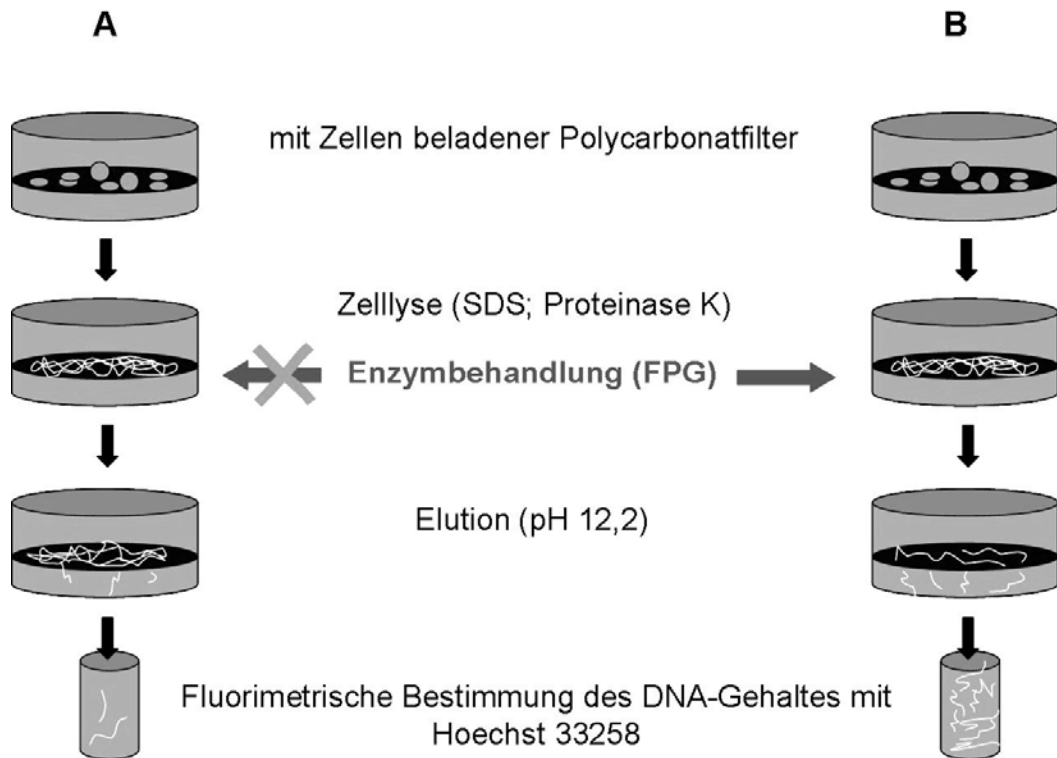 A
B
mit Zellen beladener Polycarbonatfilter
Zelllyse (SDS; Proteinase K)
Enzymbehandlung (FPG)
Elution (pH 12,2)
Fluorimetrische Bestimmung des DNA-Gehaltes mit
Hoechst 33258